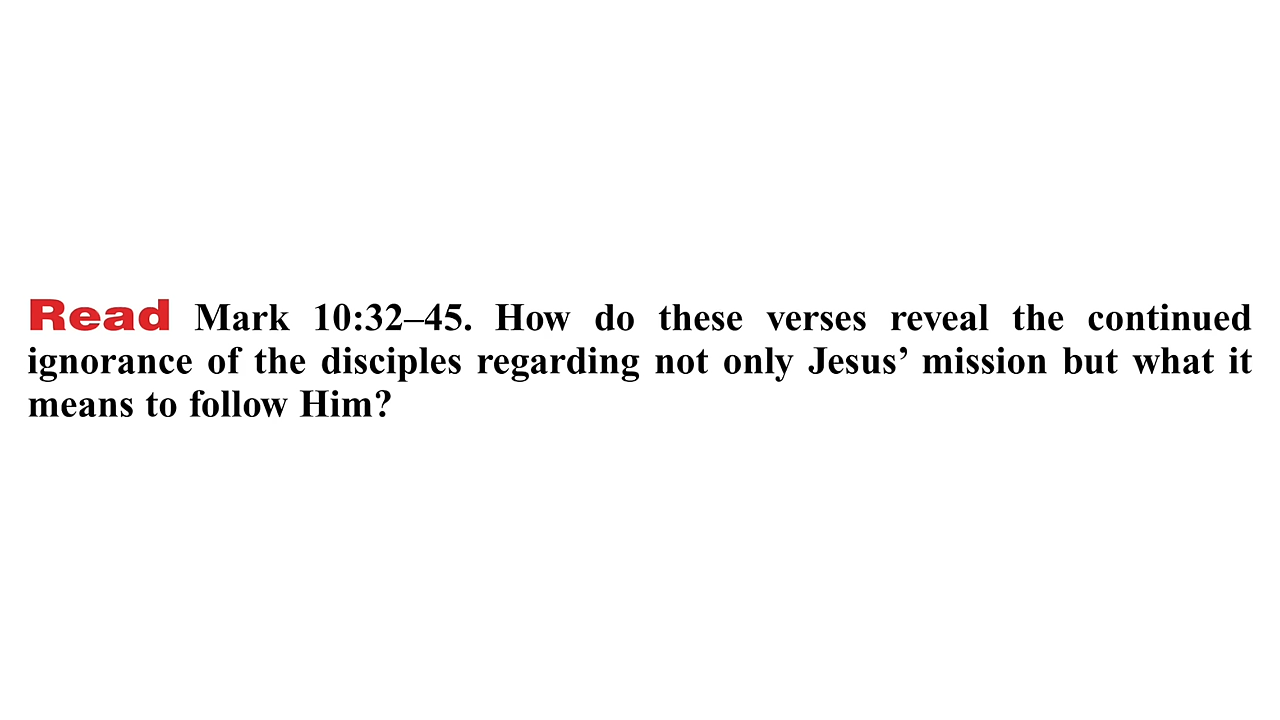 Read Mark 10:32–45. How do these verses reveal the continued
ignorance of the disciples regarding not only Jesus’ mission but what it
means to follow Him?